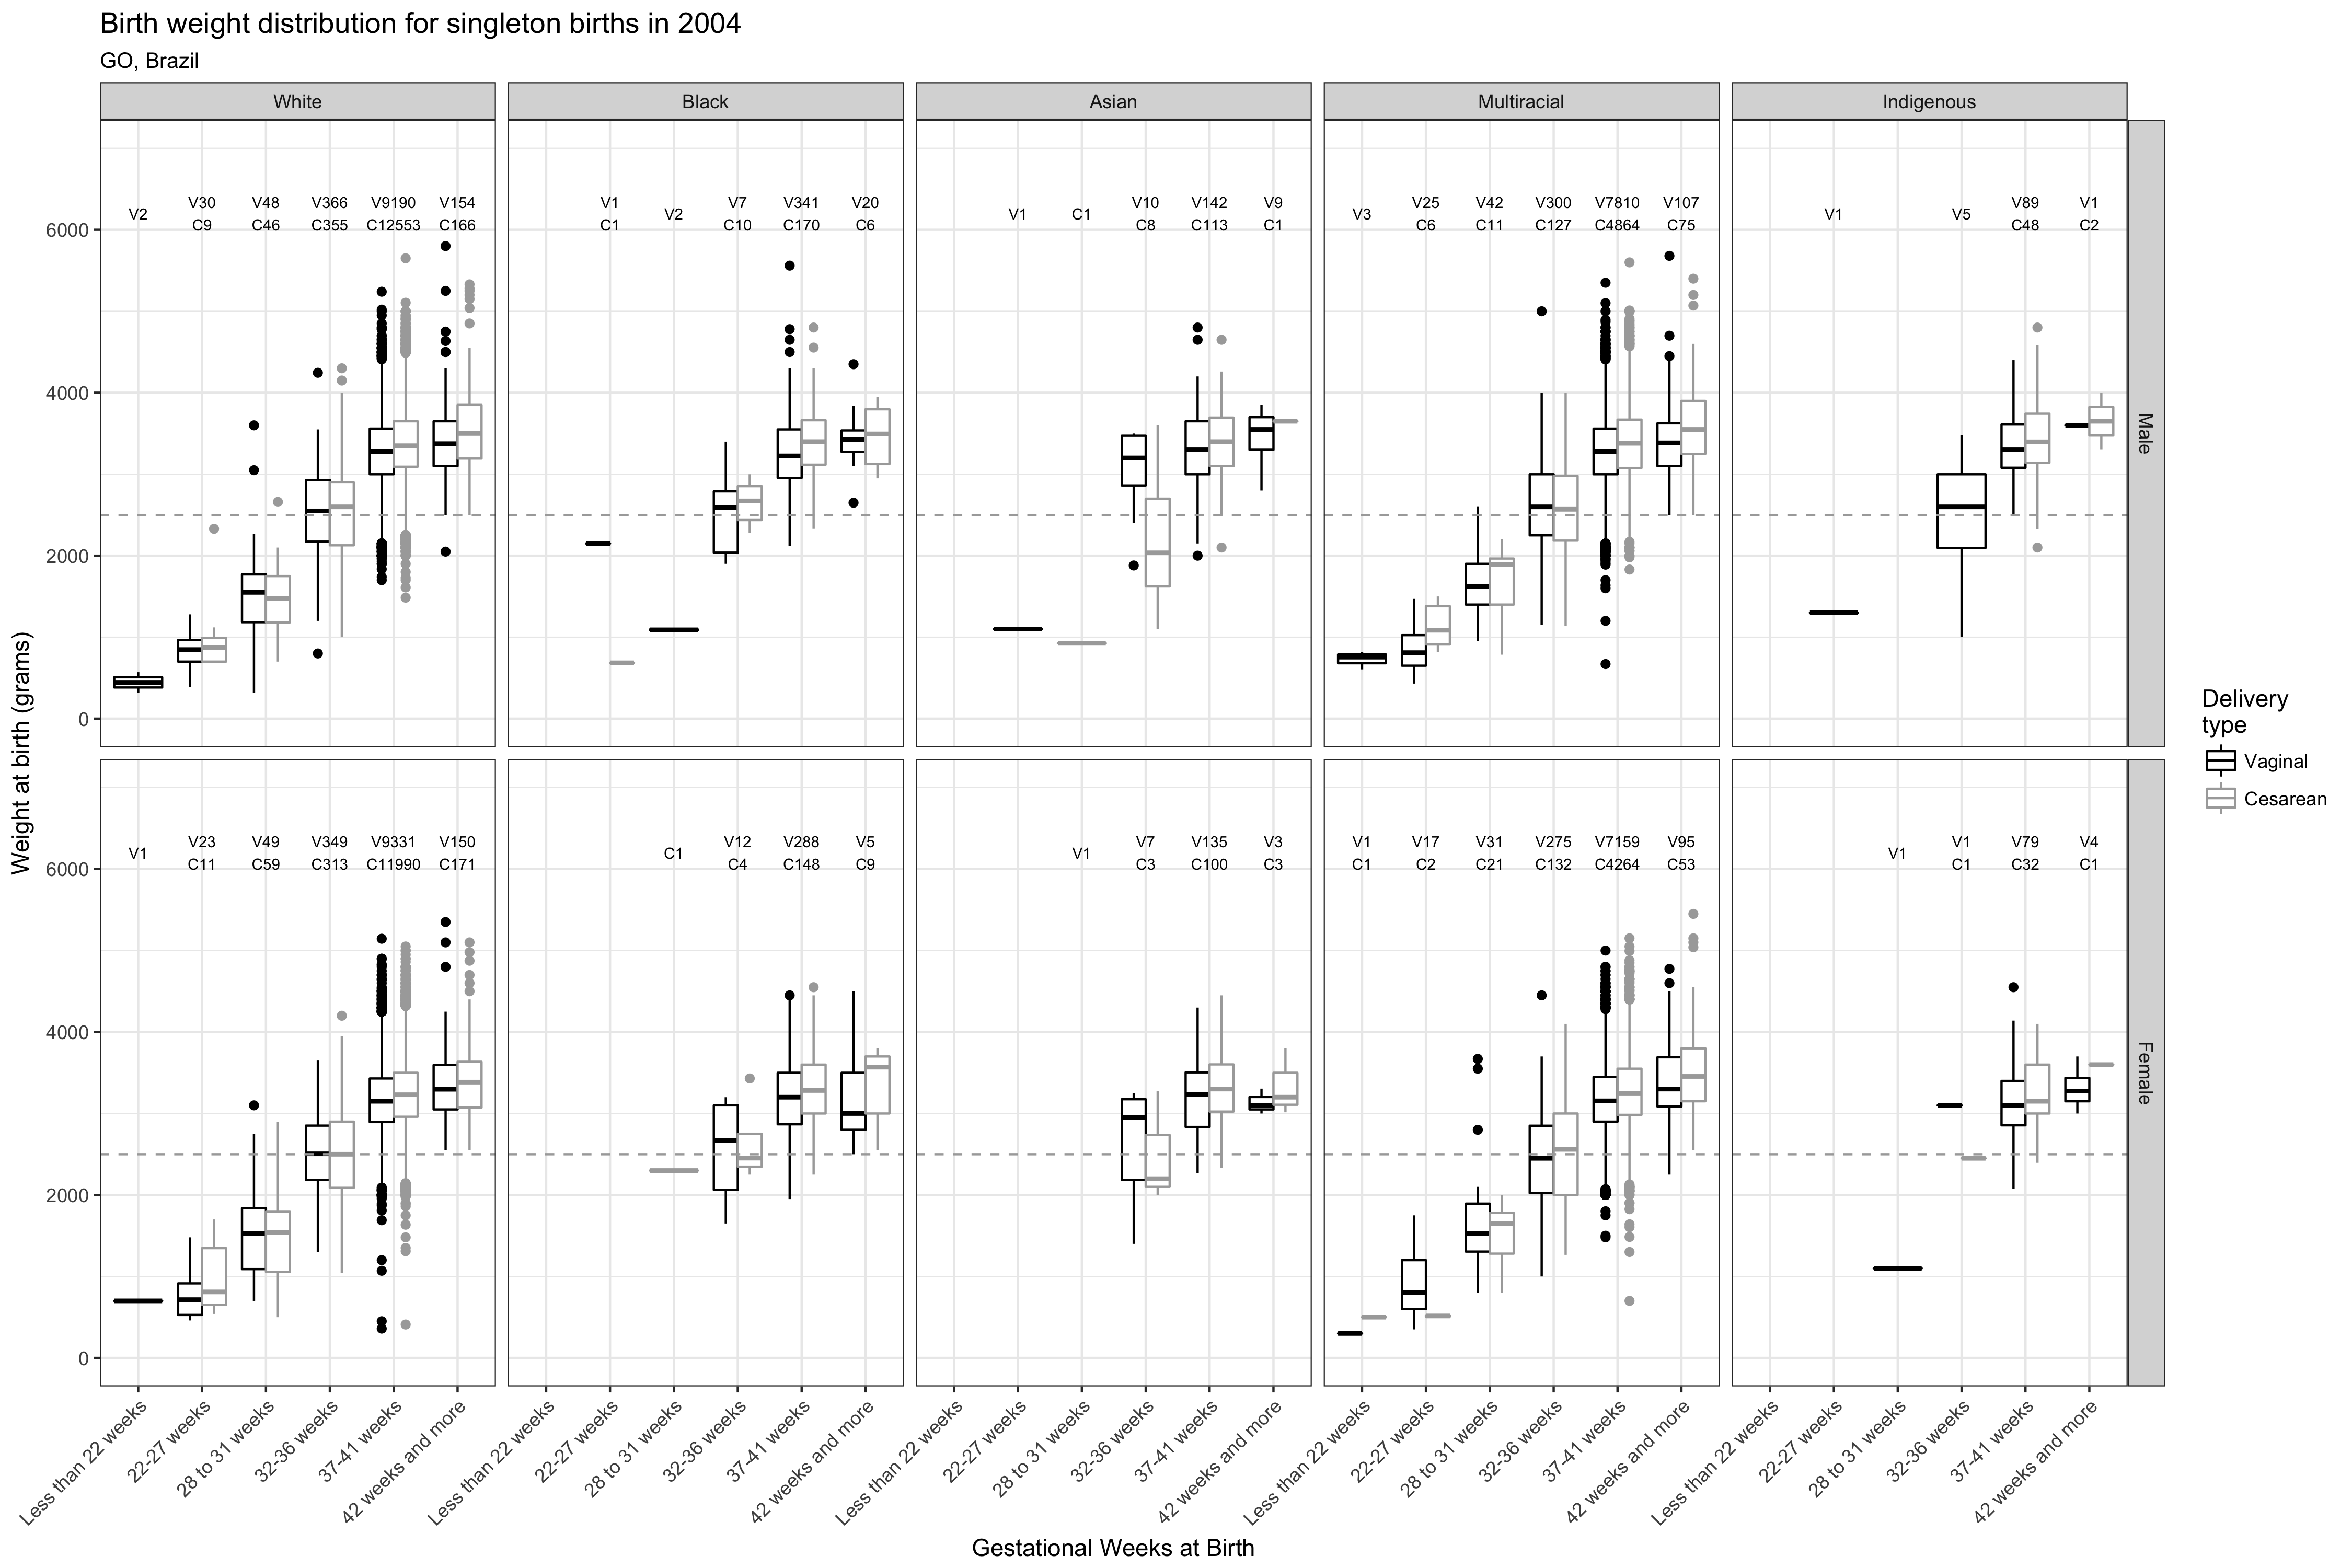 Birth weight distribution for singleton births in 2004
GO, Brazil
White Black Asian Multiracial Indigenous
V2 V30 V48 V366 V9190 V154 V1 V2 V7 V341 V20 V1 C1 V10 V142 V9 V3 V25 V42 V300 V7810 V107 V1 V5 V89 V1
C9 C46 C355 C12553 C166 C1 C10 C170 C6 C8 C113 C1 C6 C11 C127 C4864 C75 C48 C2
6000
4000
2000
0
Male
V1 V23 V49 V349 V9331 V150 C1 V12 V288 V5 V1 V7 V135 V3 V1 V17 V31 V275 V7159 V95 V1 V1 V79 V4
C11 C59 C313 C11990 C171 C4 C148 C9 C3 C100 C3 C1 C2 C21 C132 C4264 C53 C1 C32 C1
6000
4000
2000
0
Female
Weight at birth (grams)
Less than 22 weeks 22-27 weeks 28 to 31 weeks 32-36 weeks 37-41 weeks 42 weeks and more Less than 22 weeks 22-27 weeks 28 to 31 weeks 32-36 weeks 37-41 weeks 42 weeks and more Less than 22 weeks 22-27 weeks 28 to 31 weeks 32-36 weeks 37-41 weeks 42 weeks and more Less than 22 weeks 22-27 weeks 28 to 31 weeks 32-36 weeks 37-41 weeks 42 weeks and more Less than 22 weeks 22-27 weeks 28 to 31 weeks 32-36 weeks 37-41 weeks 42 weeks and more
Gestational Weeks at Birth
Delivery
type
Vaginal
Cesarean